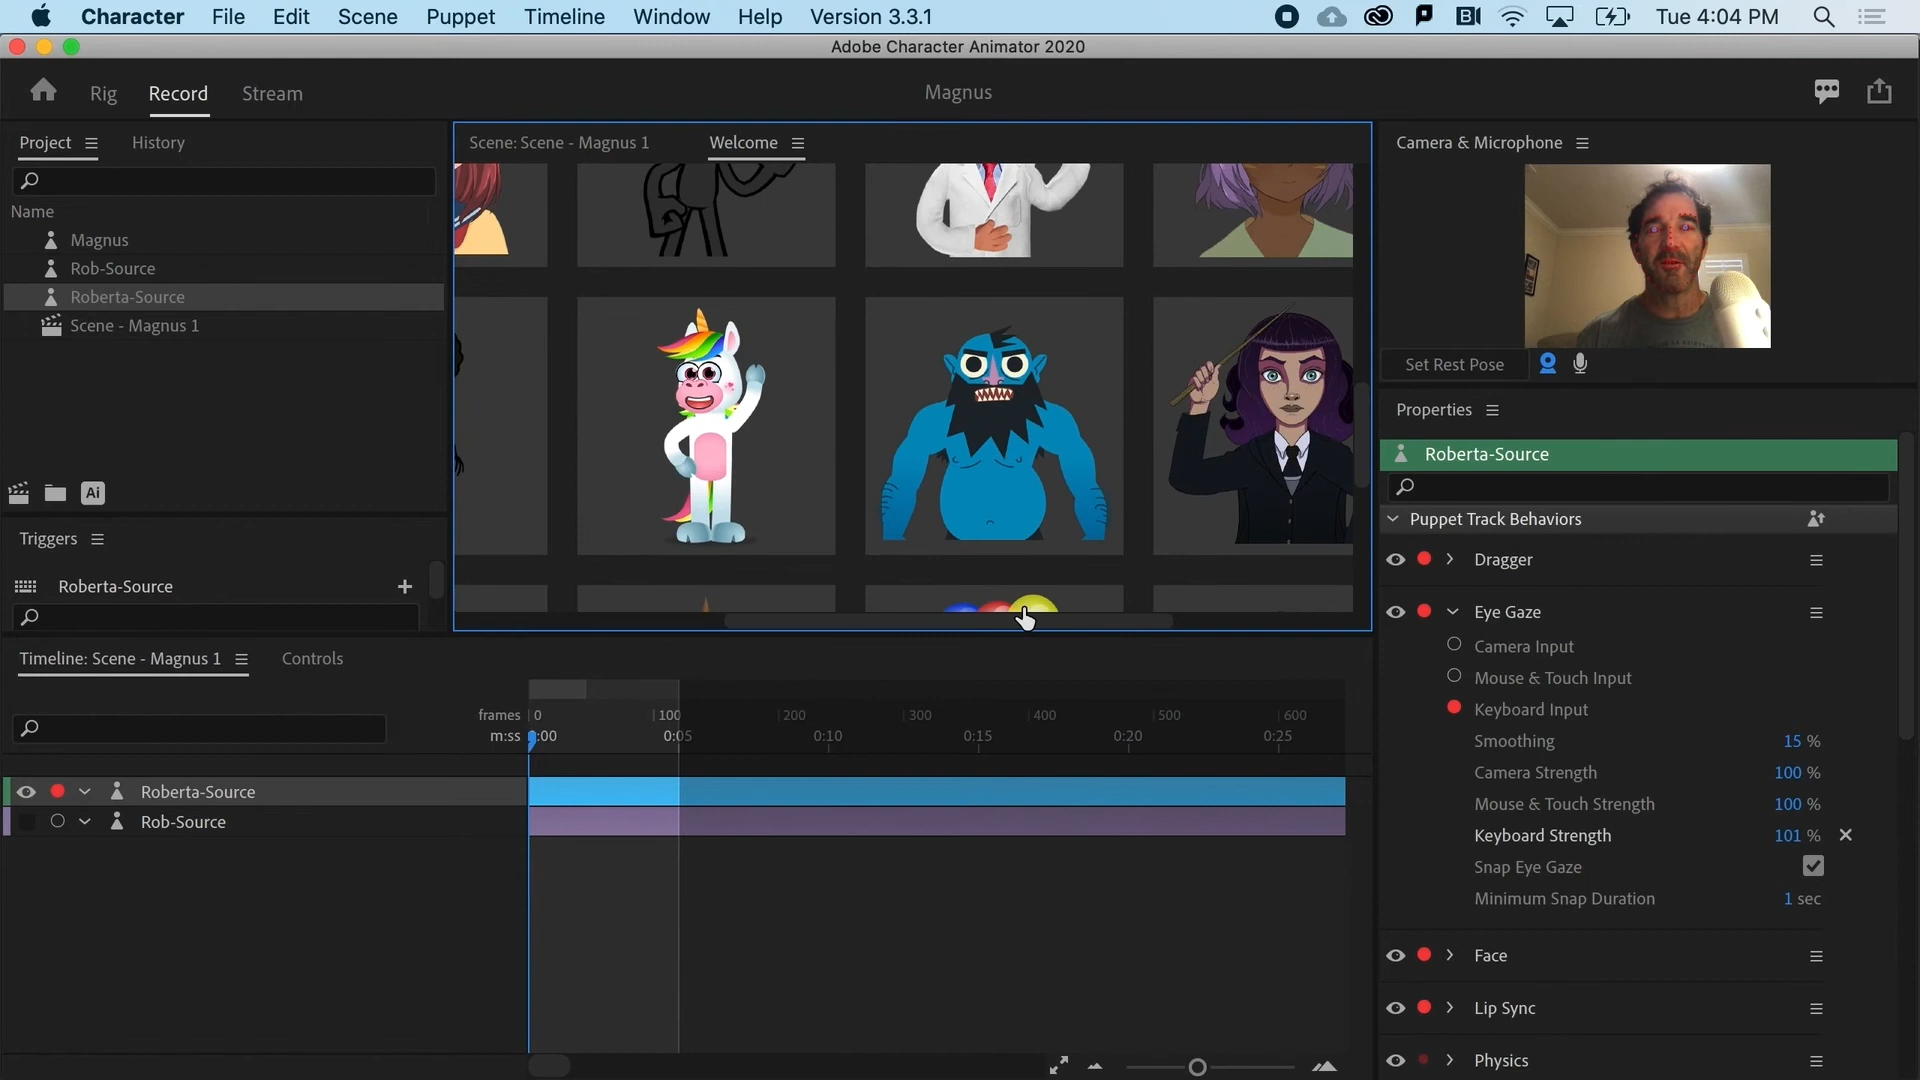 Character File Edit Scene Puppet Timeline Window Help Version 3.3.1 Tue 4:04 PM
Adobe Character Animator 2020
Rig Record Stream Magnus
Project History
Scene: Scene - Magnus 1 Welcome
Camera & Microphone
Name
Magnus
Rob-Source
Roberta-Source
Scene - Magnus 1
Set Rest Pose
Properties
Roberta-Source
Ai
Puppet Track Behaviors
Triggers
Roberta-Source
Dragger
Eye Gaze
Camera Input
Mouse & Touch Input
Keyboard Input
Smoothing 15 %
Camera Strength 100 %
Mouse & Touch Strength 100 %
Keyboard Strength 101 %
Snap Eye Gaze
Minimum Snap Duration 1 sec
Face
Lip Sync
Physics
Timeline: Scene - Magnus 1 Controls
frames 0 100 200 300 400 500 600
m:ss 0:00 0:05 0:10 0:15 0:20 0:25
Roberta-Source
Rob-Source